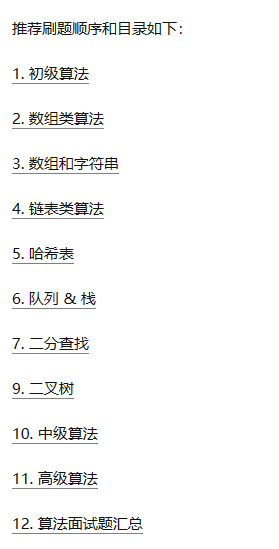 推荐刷题顺序和目录如下：
1. 初级算法
2. 数组类算法
3. 数组和字符串
4. 链表类算法
5. 哈希表
6. 队列 & 栈
7. 二分查找
9. 二叉树
10. 中级算法
11. 高级算法
12. 算法面试题汇总